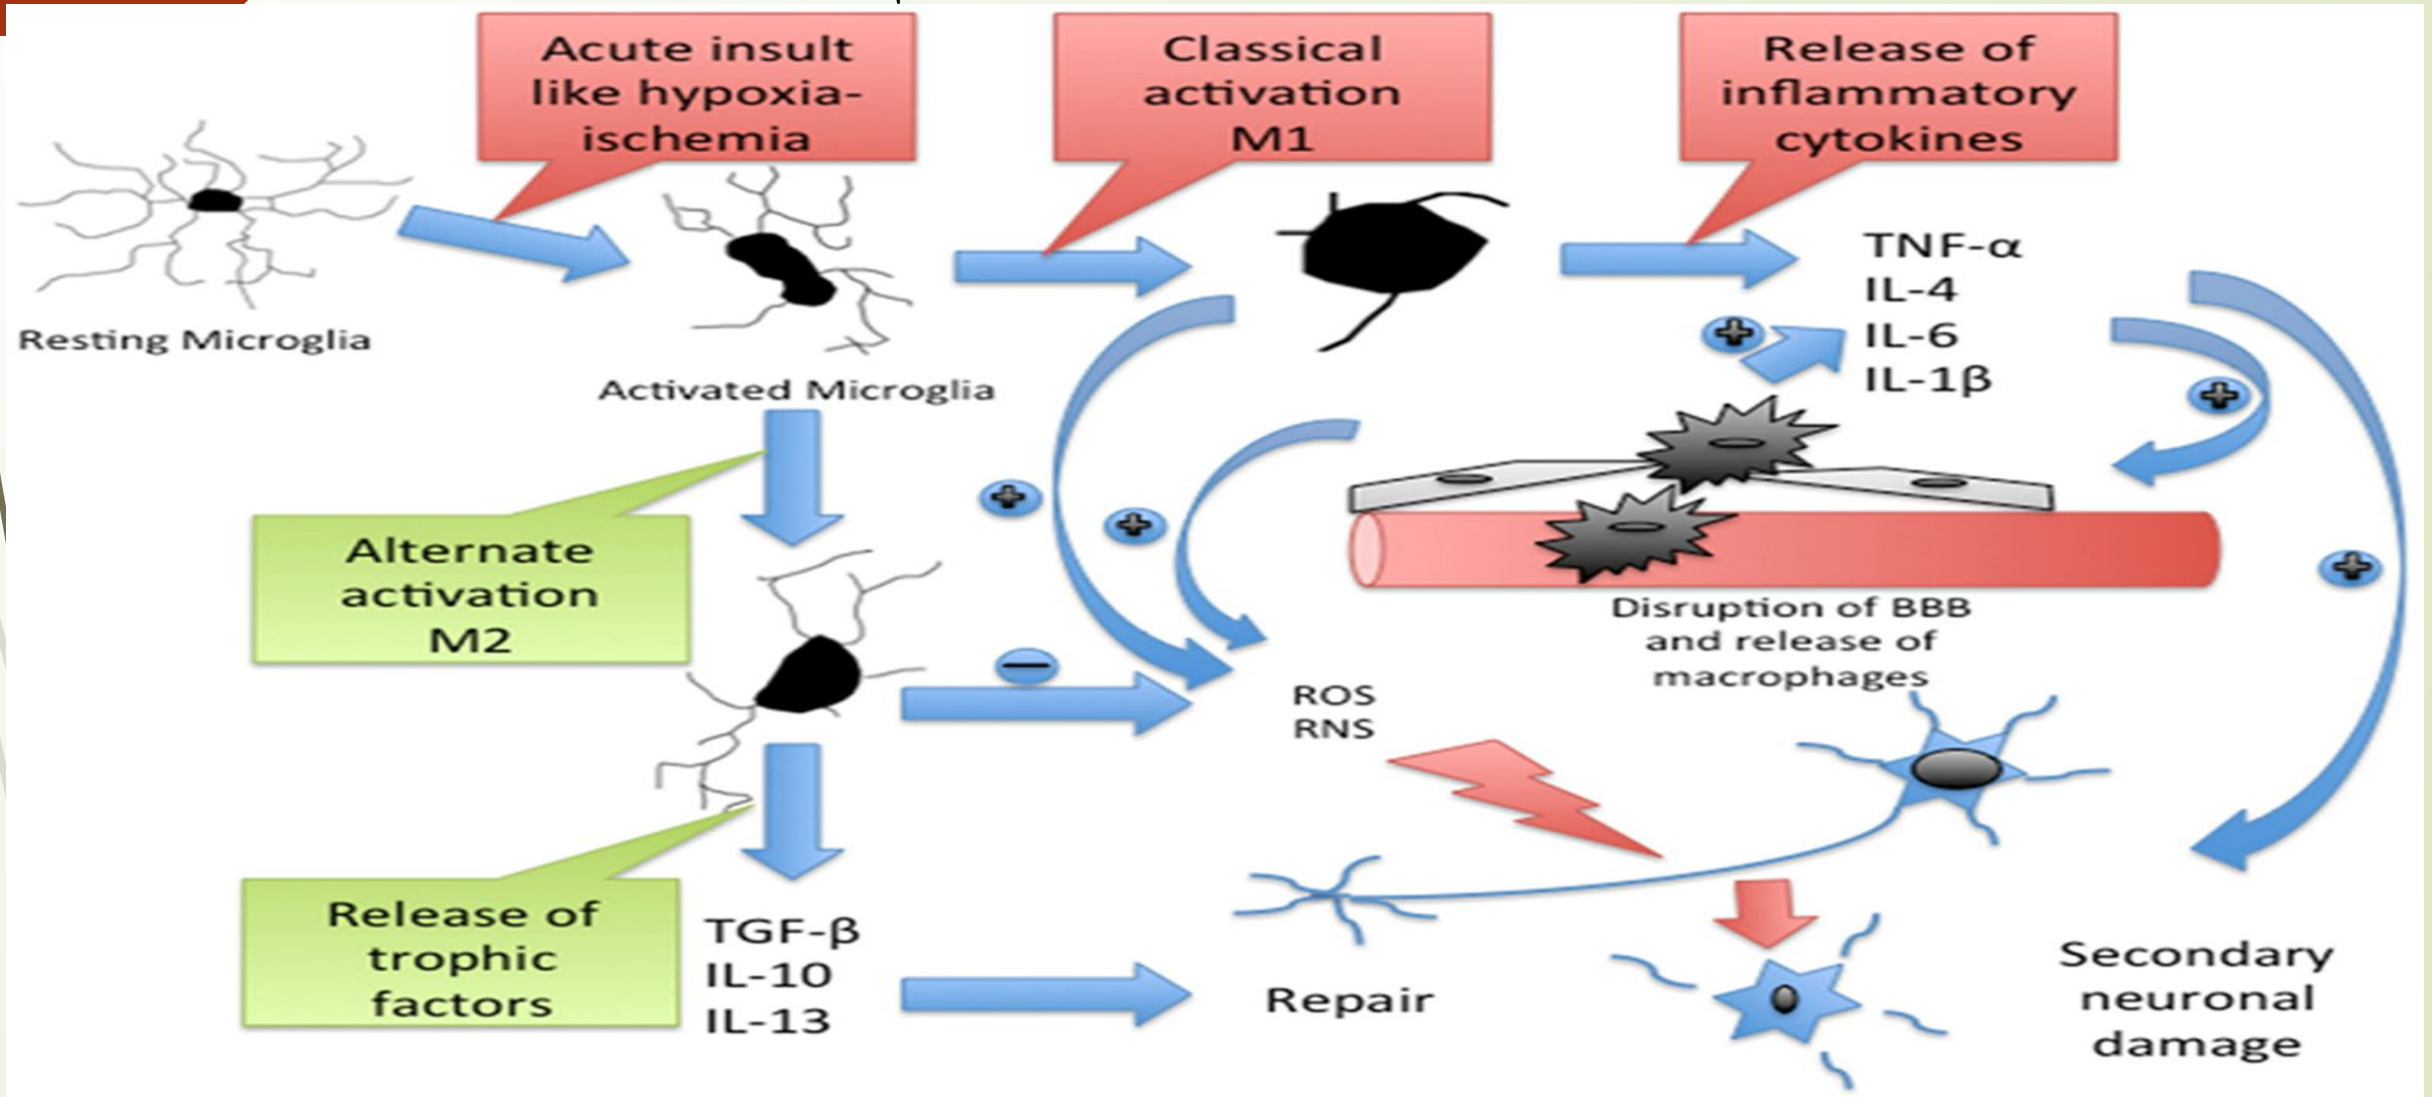 Acute insult
like hypoxia-
ischemia
Classical
activation
M1
Release of
inflammatory
cytokines
Resting Microglia
Activated Microglia
TNF-α
IL-4
IL-6
IL-1β
Alternate
activation
M2
Disruption of BBB
and release of
macrophages
ROS
RNS
Release of
trophic
factors
TGF-β
IL-10
IL-13
Repair
Secondary
neuronal
damage